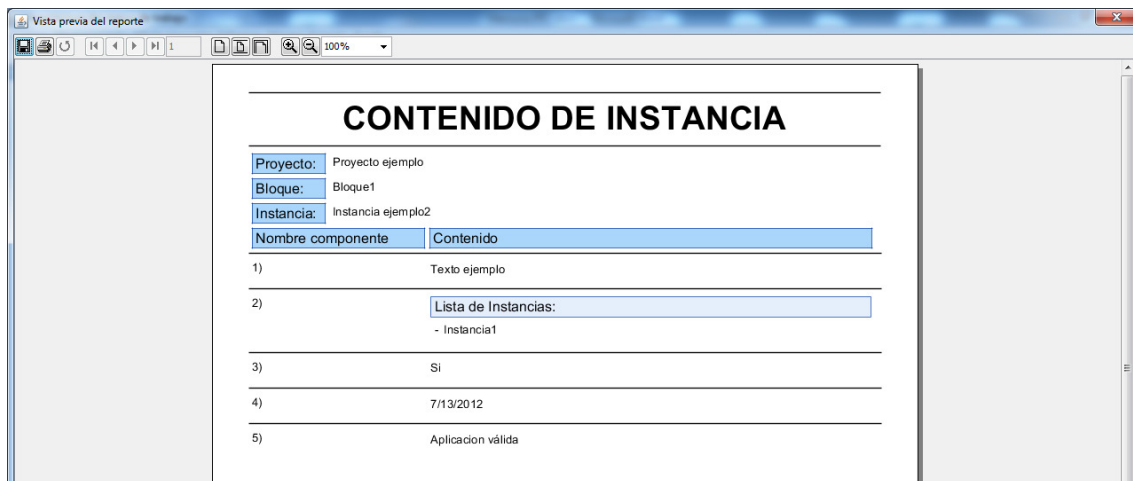 Vista previa del reporte
1
100%
CONTENIDO DE INSTANCIA
Proyecto: Proyecto ejemplo
Bloque: Bloque1
Instancia: Instancia ejemplo2
Nombre componente Contenido
1) Texto ejemplo
2) Lista de Instancias:
- Instancia1
3) Si
4) 7/13/2012
5) Aplicacion válida